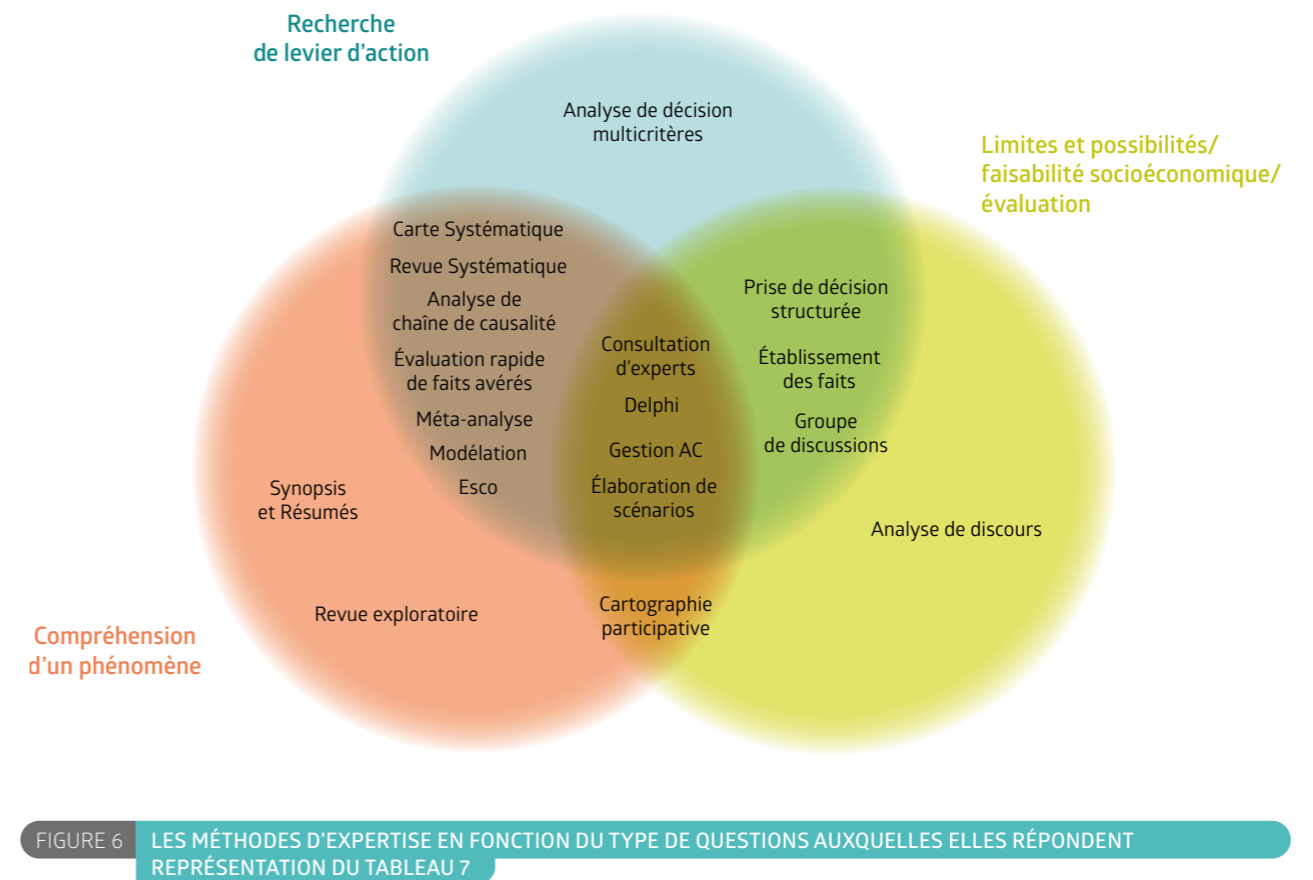 Recherche
de levier d'action
Analyse de décision
multicritères
Limites et possibilités/
faisabilité socioéconomique/
évaluation
Carte Systématique
Revue Systématique
Analyse de
chaîne de causalité
Évaluation rapide
de faits avérés
Méta-analyse
Modélation
Esco
Consultation
d'experts
Delphi
Gestion AC
Élaboration de
scénarios
Prise de décision
structurée
Établissement
des faits
Groupe
de discussions
Synopsis
et Résumés
Analyse de discours
Revue exploratoire
Cartographie
participative
Compréhension
d'un phénomène
FIGURE 6 LES MÉTHODES D'EXPERTISE EN FONCTION DU TYPE DE QUESTIONS AUXQUELLES ELLES RÉPONDENT
REPRÉSENTATION DU TABLEAU 7